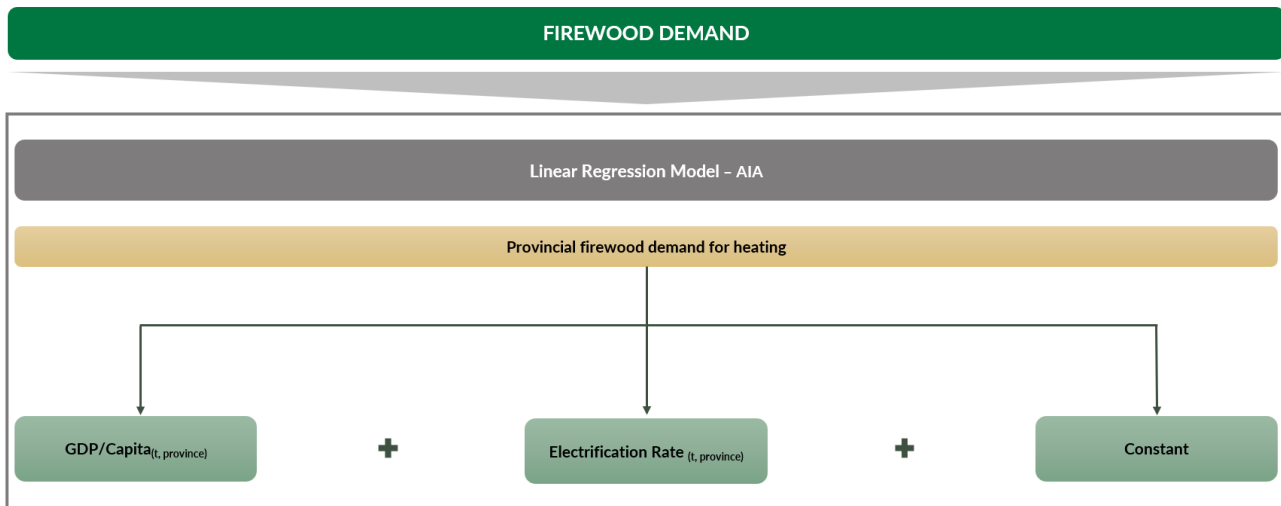 FIREWOOD DEMAND
Linear Regression Model – AIA
Provincial firewood demand for heating
GDP/Capita(t, province)
+
Electrification Rate (t, province)
+
Constant